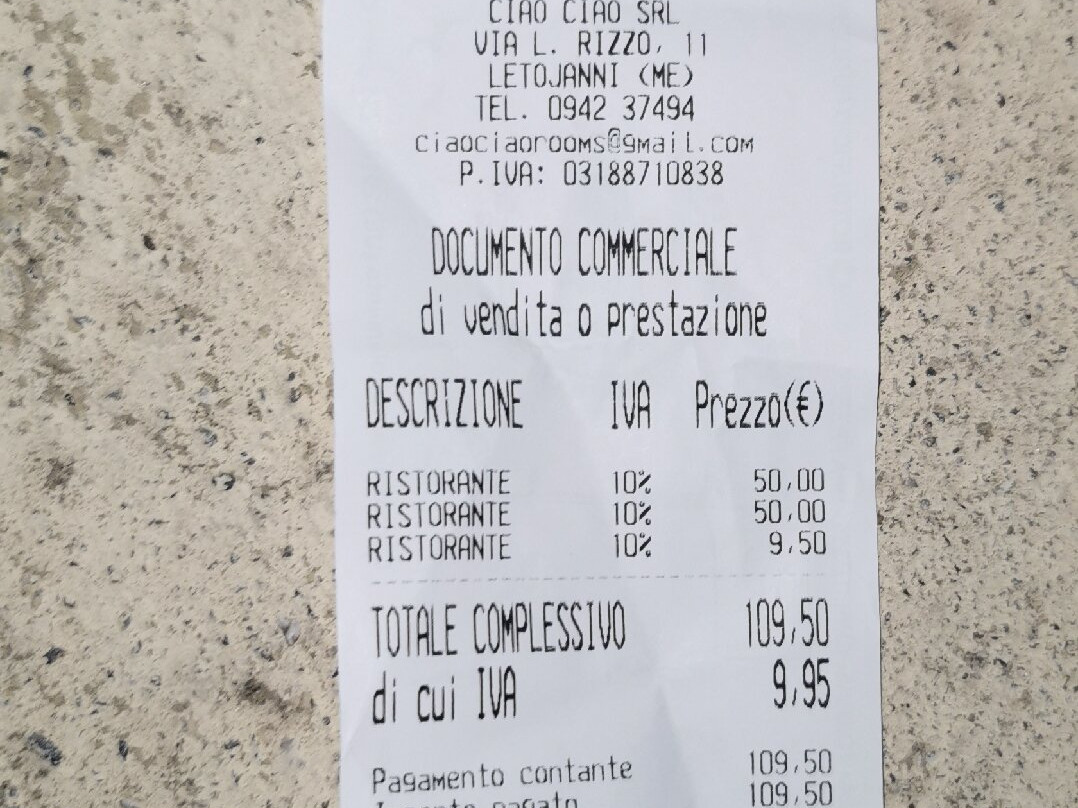 CIAO CIAO SRL
VIA L. RIZZO, 11
LETOJANNI (ME)
TEL. 0942 37494
ciaociaorooms@gmail.com
P.IVA: 03188710838
DOCUMENTO COMMERCIALE
di vendita o prestazione
DESCRIZIONE IVA Prezzo(€)
RISTORANTE 10% 50,00
RISTORANTE 10% 50,00
RISTORANTE 10% 9,50
TOTALE COMPLESSIVO 109,50
di cui IVA 9,95
Pagamento contante 109,50
Importo pagato 109,50